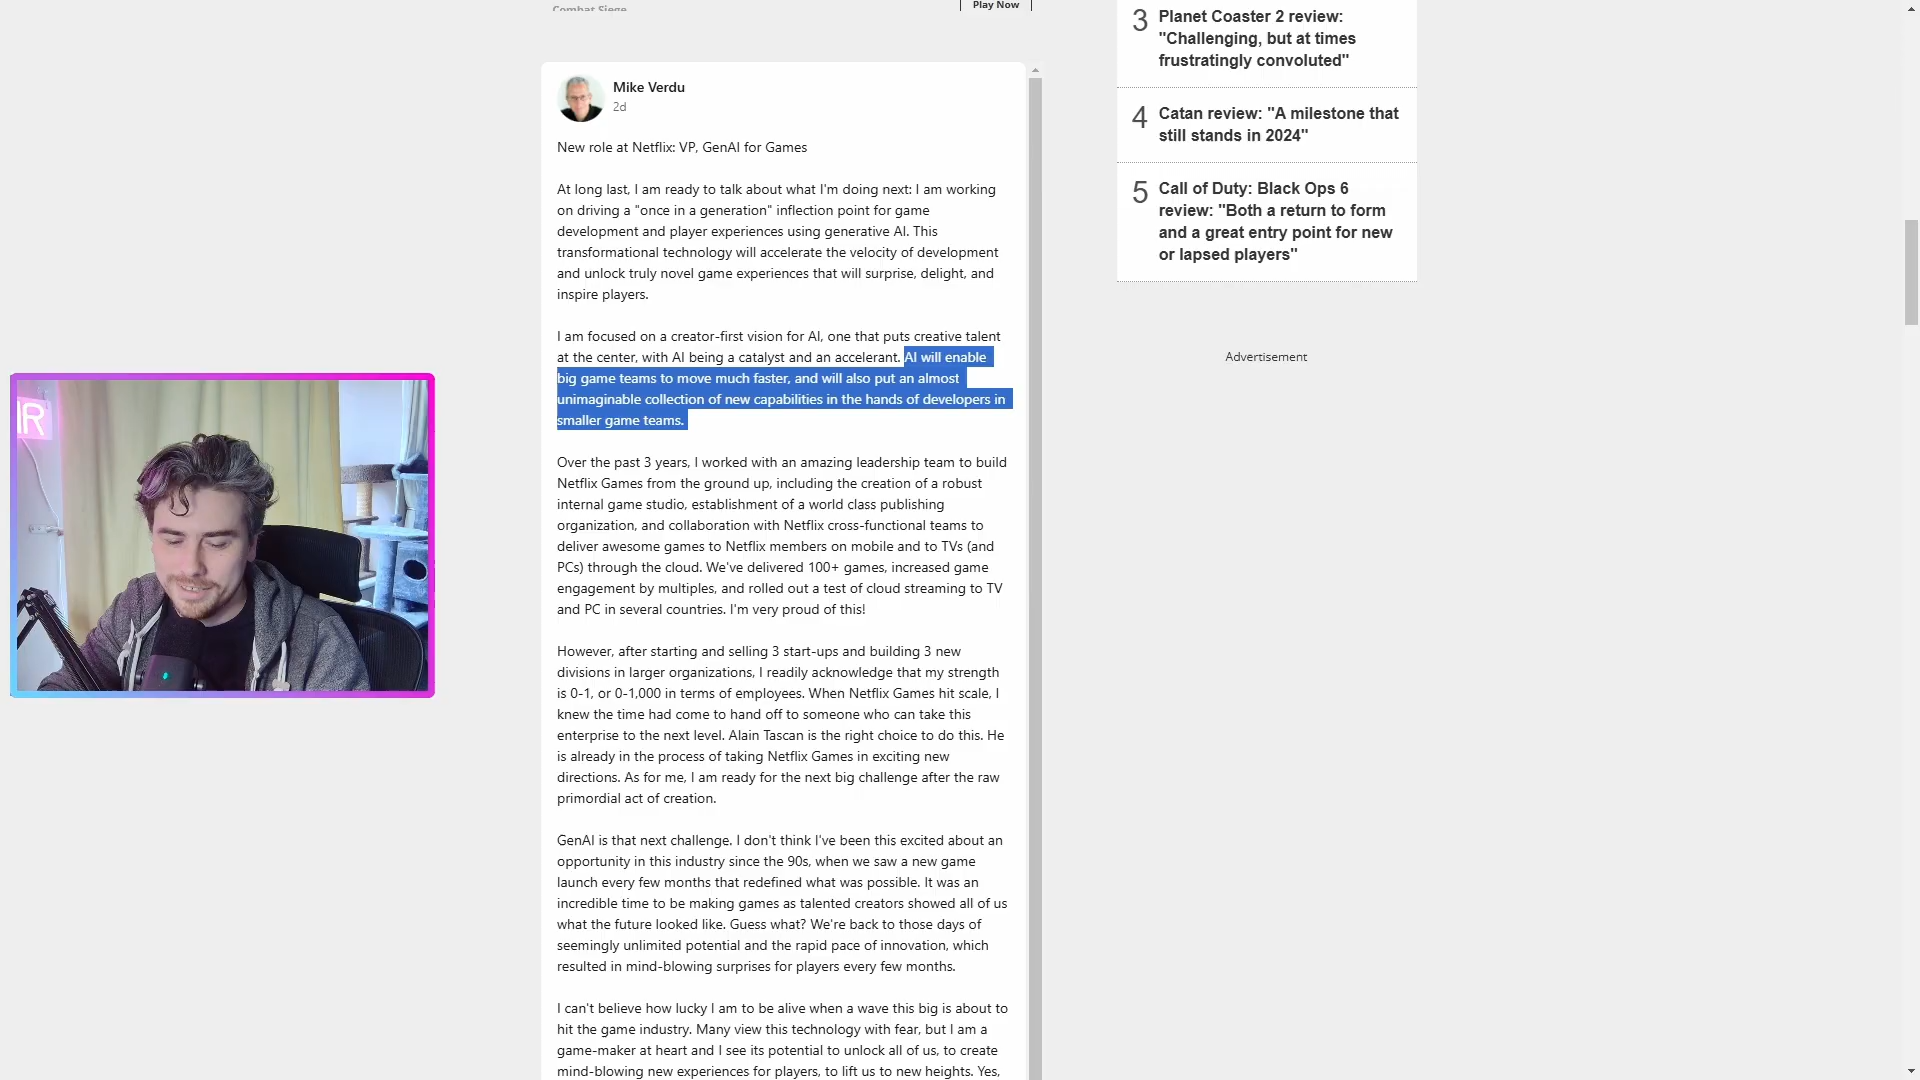 Combat Siege
Play Now
Mike Verdu
2d
New role at Netflix: VP, GenAI for Games
At long last, I am ready to talk about what I'm doing next: I am working
on driving a "once in a generation" inflection point for game
development and player experiences using generative AI. This
transformational technology will accelerate the velocity of development
and unlock truly novel game experiences that will surprise, delight, and
inspire players.
I am focused on a creator-first vision for AI, one that puts creative talent
at the center, with AI being a catalyst and an accelerant. AI will enable
big game teams to move much faster, and will also put an almost
unimaginable collection of new capabilities in the hands of developers in
smaller game teams.
Over the past 3 years, I worked with an amazing leadership team to build
Netflix Games from the ground up, including the creation of a robust
internal game studio, establishment of a world class publishing
organization, and collaboration with Netflix cross-functional teams to
deliver awesome games to Netflix members on mobile and to TVs (and
PCs) through the cloud. We've delivered 100+ games, increased game
engagement by multiples, and rolled out a test of cloud streaming to TV
and PC in several countries. I'm very proud of this!
However, after starting and selling 3 start-ups and building 3 new
divisions in larger organizations, I readily acknowledge that my strength
is 0-1, or 0-1,000 in terms of employees. When Netflix Games hit scale, I
knew the time had come to hand off to someone who can take this
enterprise to the next level. Alain Tascan is the right choice to do this. He
is already in the process of taking Netflix Games in exciting new
directions. As for me, I am ready for the next big challenge after the raw
primordial act of creation.
GenAI is that next challenge. I don't think I've been this excited about an
opportunity in this industry since the 90s, when we saw a new game
launch every few months that redefined what was possible. It was an
incredible time to be making games as talented creators showed all of us
what the future looked like. Guess what? We're back to those days of
seemingly unlimited potential and the rapid pace of innovation, which
resulted in mind-blowing surprises for players every few months.
I can't believe how lucky I am to be alive when a wave this big is about to
hit the game industry. Many view this technology with fear, but I am a
game-maker at heart and I see its potential to unlock all of us, to create
mind-blowing new experiences for players, to lift us to new heights. Yes,
3
Planet Coaster 2 review:
"Challenging, but at times
frustratingly convoluted"
4
Catan review: "A milestone that
still stands in 2024"
5
Call of Duty: Black Ops 6
review: "Both a return to form
and a great entry point for new
or lapsed players"
Advertisement
IR